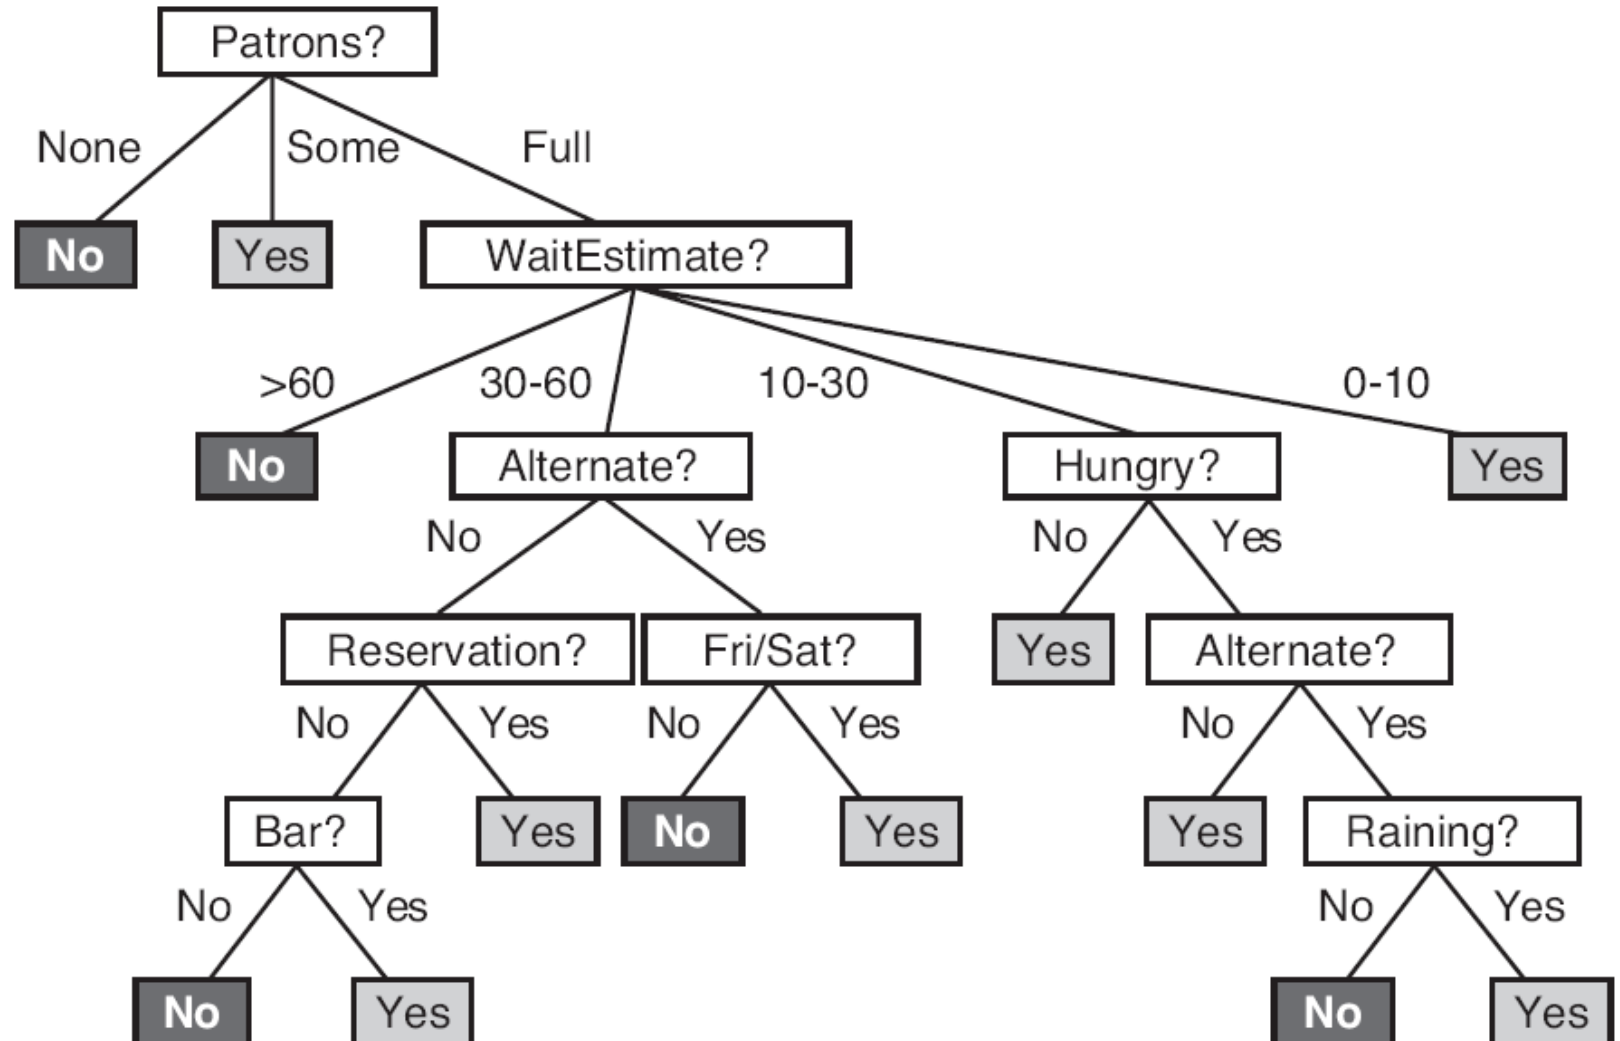 Patrons?
None Some Full
No Yes WaitEstimate?
>60 30-60 10-30 0-10
No Alternate? Hungry? Yes
No Yes No Yes
Reservation? Fri/Sat? Yes Alternate?
No Yes No Yes No Yes
Bar? Yes No Yes Yes Raining?
No Yes No Yes
No Yes No Yes